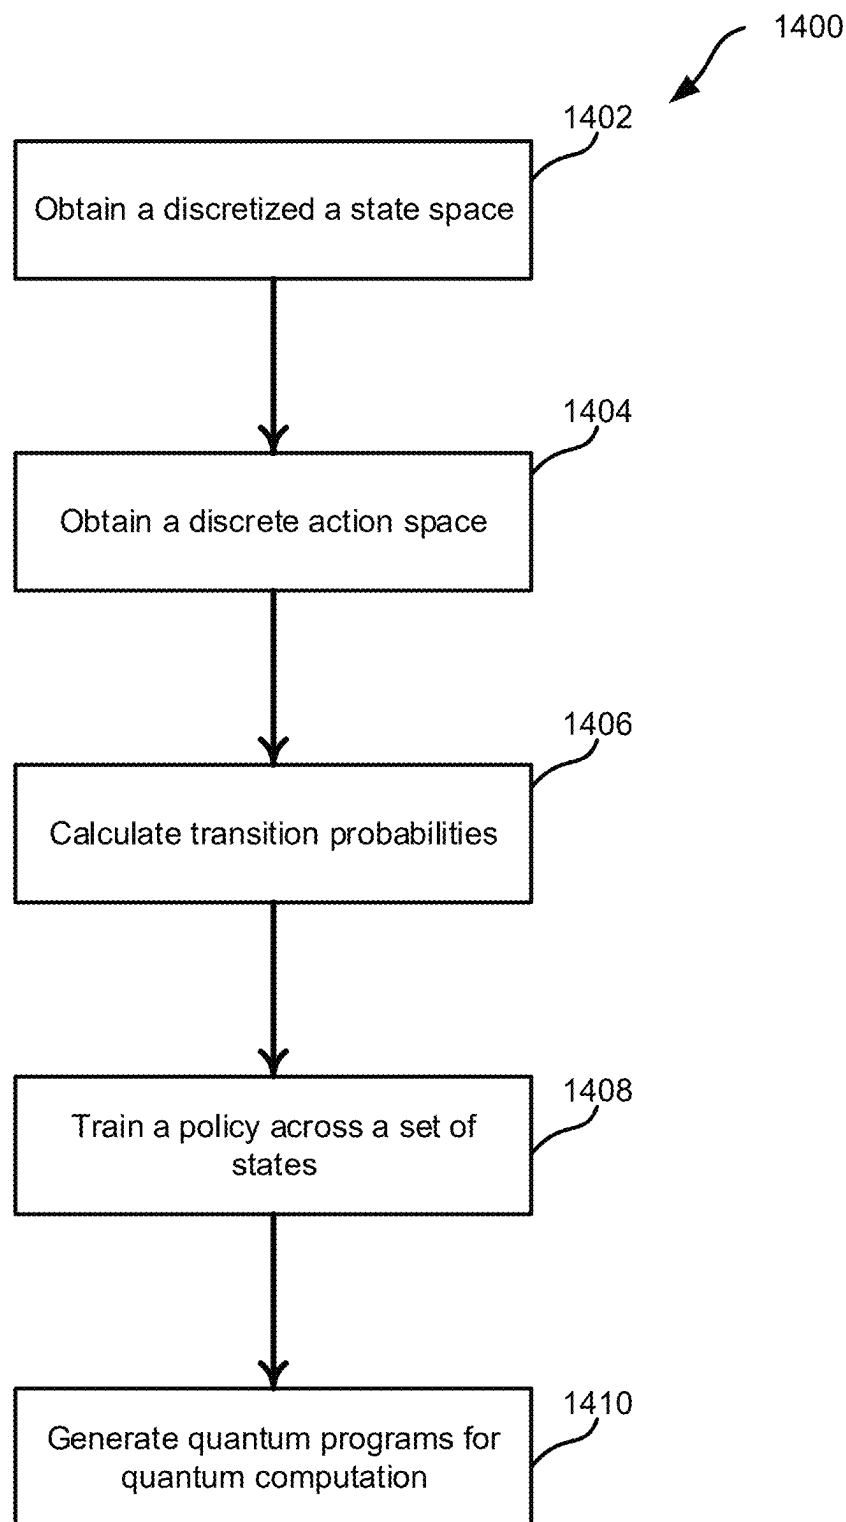 1400
1402
Obtain a discretized a state space
1404
Obtain a discrete action space
1406
Calculate transition probabilities
1408
Train a policy across a set of
states
1410
Generate quantum programs for
quantum computation